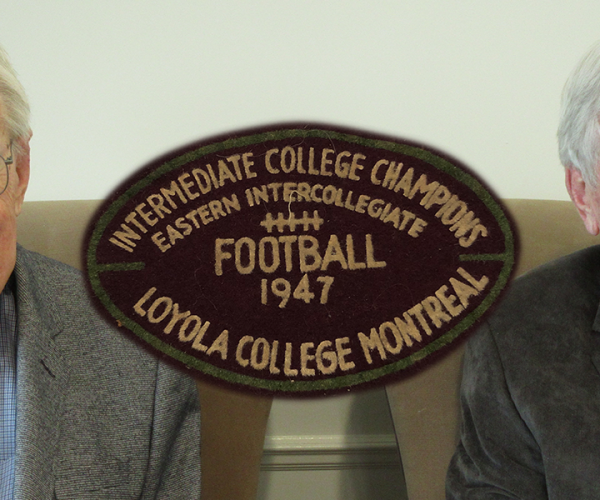 INTERMEDIATE COLLEGE CHAMPIONS
EASTERN INTERCOLLEGIATE
FOOTBALL
1947
LOYOLA COLLEGE MONTREAL